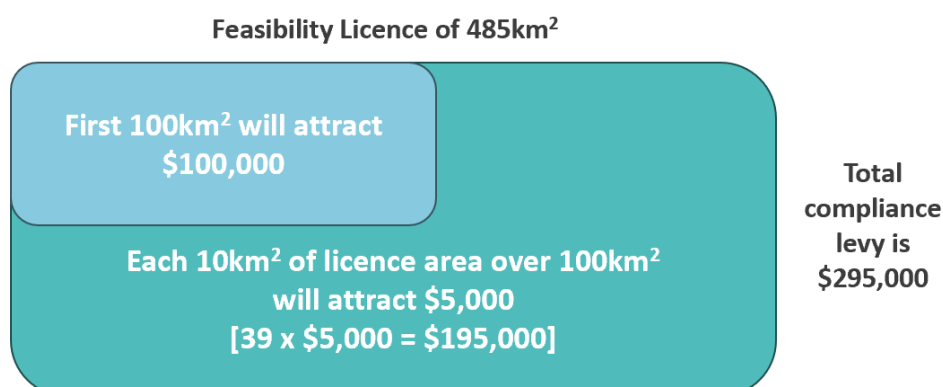 Feasibility Licence of 485km²
First 100km² will attract
$100,000
Each 10km² of licence area over 100km²
will attract $5,000
[39 x $5,000 = $195,000]
Total
compliance
levy is
$295,000